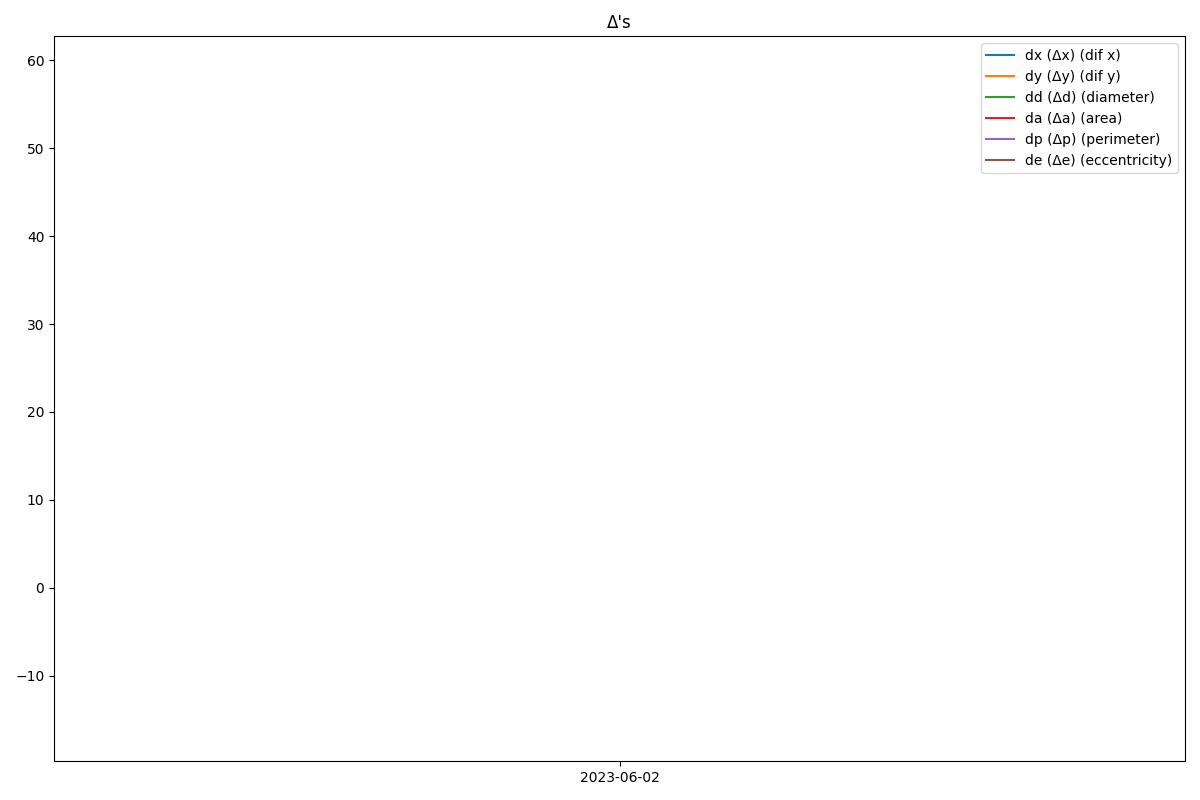 Δ's
dx (Δx) (dif x)
dy (Δy) (dif y)
dd (Δd) (diameter)
da (Δa) (area)
dp (Δp) (perimeter)
de (Δe) (eccentricity)
60
50
40
30
20
10
0
−10
2023-06-02